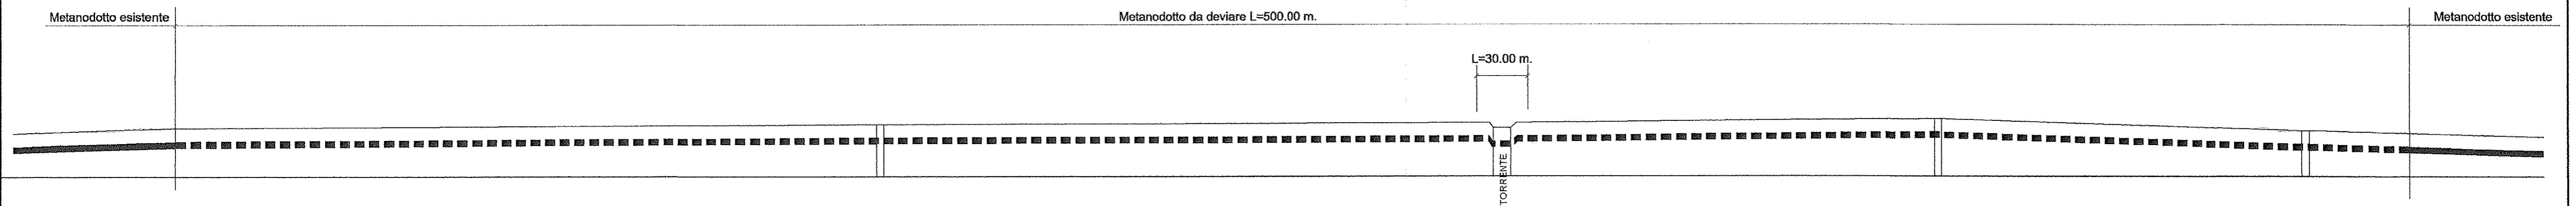 Metanodotto esistente
Metanodotto da deviare L=500.00 m.
Metanodotto esistente
L=30.00 m.
TORRENTE